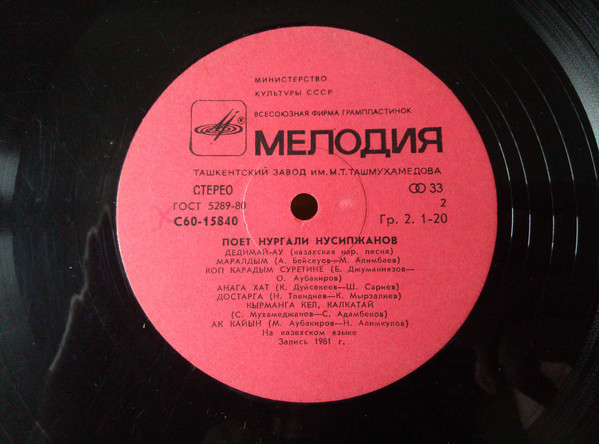 МИНИСТЕРСТВО
КУЛЬТУРЫ СССР
ВСЕСОЮЗНАЯ ФИРМА ГРАМПЛАСТИНОК
МЕЛОДИЯ
ТАШКЕНТСКИЙ ЗАВОД ИМ.М.Т.ТАШМУХАМЕДОВА
СТЕРЕО 33
ГОСТ 5289-80 2
С60-15840 Гр. 2. 1-20
ПОЕТ НУРГАЛИ НУСИПЖАНОВ
ДЕДИМАЙ-АУ (казахская нар. песня)
МАРАЛДЫМ (А. Бейсеуов—М. Алимбаев)
КОП КАРАДЫМ СУРЕТИНЕ (Б. Джуманиязов—
О. Аубакиров)
АНАГА ХАТ (К. Дуйсекеев—Ш. Сариев)
ДОСТАРГА (Н. Тлендиев—К. Мырзалиев)
КЫРМАНГА КЕЛ, КАЛКАТАЙ
(С. Мухамеджанов—С. Адамбеков)
АК КАЙЫН (М. Аубакиров—Н. Алимкулов)
На казахском языке
Запись 1981 г.